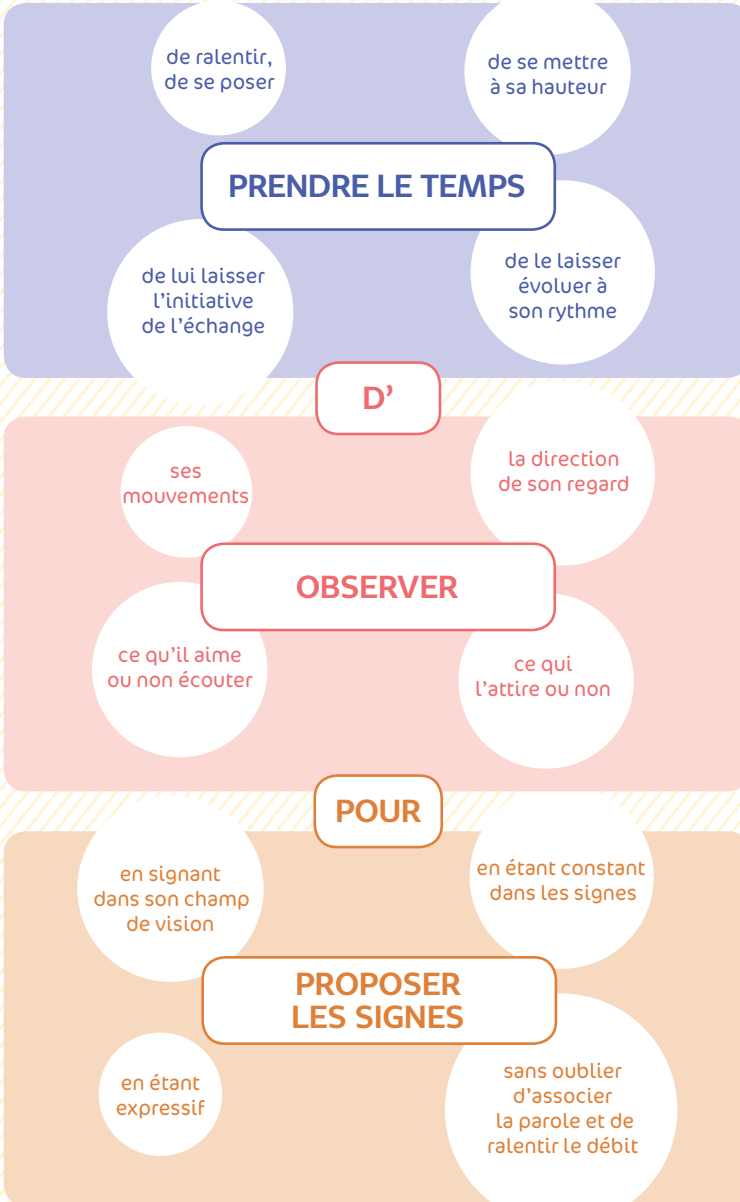 de ralentir,
de se poser
de se mettre
à sa hauteur
PRENDRE LE TEMPS
de lui laisser
l'initiative
de l'échange
de le laisser
évoluer à
son rythme
D'
ses
mouvements
la direction
de son regard
OBSERVER
ce qu'il aime
ou non écouter
ce qui
l'attire ou non
POUR
en signant
dans son champ
de vision
en étant constant
dans les signes
PROPOSER
LES SIGNES
en étant
expressif
sans oublier
d'associer
la parole et de
ralentir le débit